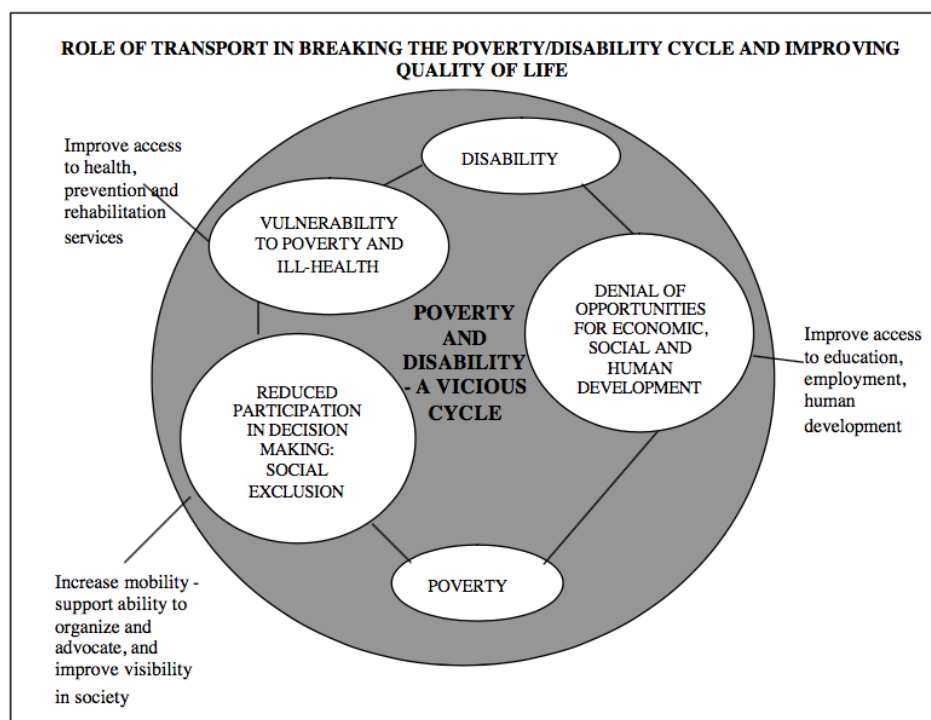 ROLE OF TRANSPORT IN BREAKING THE POVERTY/DISABILITY CYCLE AND IMPROVING
QUALITY OF LIFE
Improve access
to health,
prevention and
rehabilitation
services
DISABILITY
VULNERABILITY
TO POVERTY AND
ILL-HEALTH
DENIAL OF
OPPORTUNITIES
FOR ECONOMIC,
SOCIAL AND
HUMAN
DEVELOPMENT
POVERTY
AND
DISABILITY
- A VICIOUS
CYCLE
Improve access
to education,
employment,
human
development
REDUCED
PARTICIPATION
IN DECISION
MAKING:
SOCIAL
EXCLUSION
POVERTY
Increase mobility -
support ability to
organize and
advocate, and
improve visibility
in society